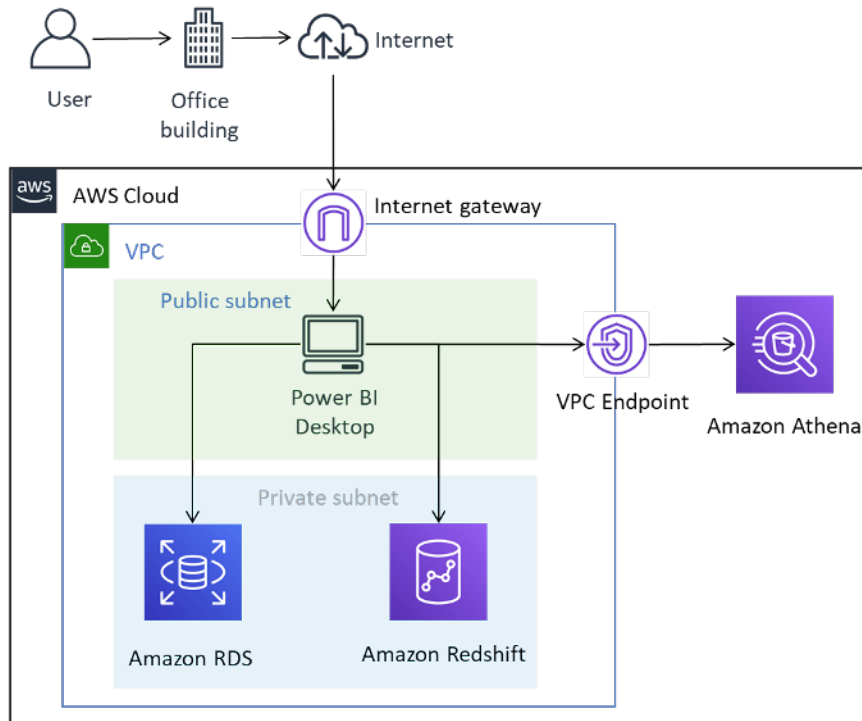 User
Office
building
Internet
aws
AWS Cloud
Internet gateway
VPC
Public subnet
Power BI
Desktop
VPC Endpoint
Amazon Athena
Private subnet
Amazon RDS
Amazon Redshift